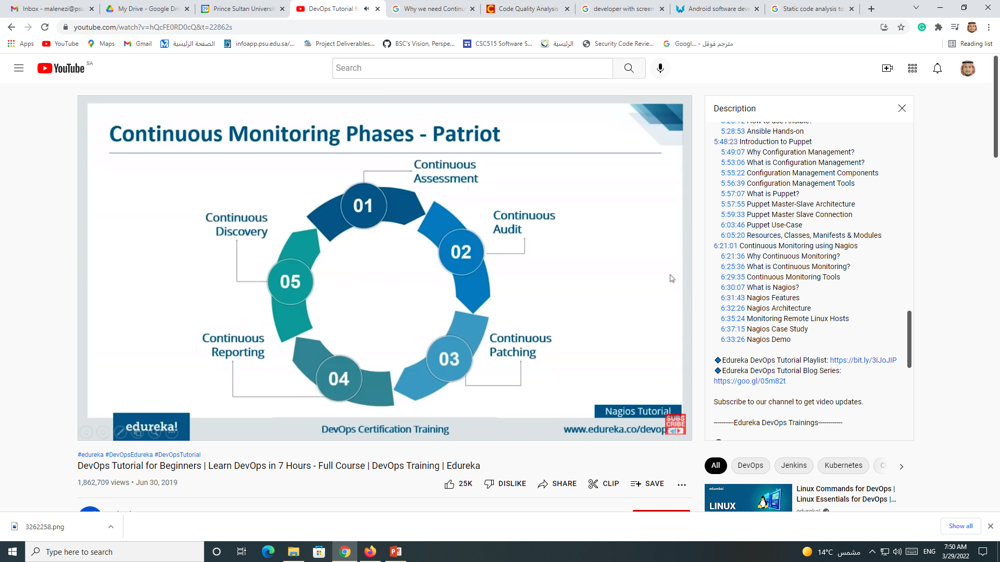 Inbox - malenezi@psu
My Drive - Google Dri
Prince Sultan Universit
DevOps Tutorial fo
Why we need Continu
Code Quality Analysis
developer with screen
Android software deve
Static code analysis to
youtube.com/watch?v=hQcFE0RD0cQ&t=22862s
Apps
YouTube
Maps
Gmail
الصفحة الرئيسية
infoapp.psu.edu.sa/...
Project Deliverables...
BSC's Vision, Perspe...
CSC515 Software S...
الرئيسية
Security Code Revie...
مترجم قوقل - Googl...
Reading list
YouTube SA
Search
Continuous Monitoring Phases - Patriot
Continuous
Assessment
01
Continuous
Audit
02
Continuous
Patching
03
Continuous
Reporting
04
Continuous
Discovery
05
Nagios Tutorial
SUBS
CRIBE
edureka!
DevOps Certification Training
www.edureka.co/devop
Description
5:28:53 Ansible Hands-on
5:48:23 Introduction to Puppet
5:49:07 Why Configuration Management?
5:53:06 What is Configuration Management?
5:55:22 Configuration Management Components
5:56:39 Configuration Management Tools
5:57:07 What is Puppet?
5:57:55 Puppet Master-Slave Architecture
5:59:33 Puppet Master Slave Connection
6:03:46 Puppet Use-Case
6:05:20 Resources, Classes, Manifests & Modules
6:21:01 Continuous Monitoring using Nagios
6:21:36 Why Continuous Monitoring?
6:25:36 What is Continuous Monitoring?
6:29:35 Continuous Monitoring Tools
6:30:07 What is Nagios?
6:31:43 Nagios Features
6:32:26 Nagios Architecture
6:35:24 Monitoring Remote Linux Hosts
6:37:15 Nagios Case Study
6:33:26 Nagios Demo
🔹Edureka DevOps Tutorial Playlist: https://bit.ly/3iJoJIP
🔹Edureka DevOps Tutorial Blog Series:
https://goo.gl/05m82t
Subscribe to our channel to get video updates.
----------Edureka DevOps Trainings------------
#edureka #DevOpsEdureka #DevOpsTutorial
DevOps Tutorial for Beginners | Learn DevOps in 7 Hours - Full Course | DevOps Training | Edureka
1,862,709 views • Jun 30, 2019
25K
DISLIKE
SHARE
CLIP
SAVE
All
DevOps
Jenkins
Kubernetes
edureka!
LINUX
Linux Commands for DevOps |
Linux Essentials for DevOps |...
edureka!
3262258.png
Show all
Type here to search
14°C مشمس
ENG
7:50 AM
3/29/2022